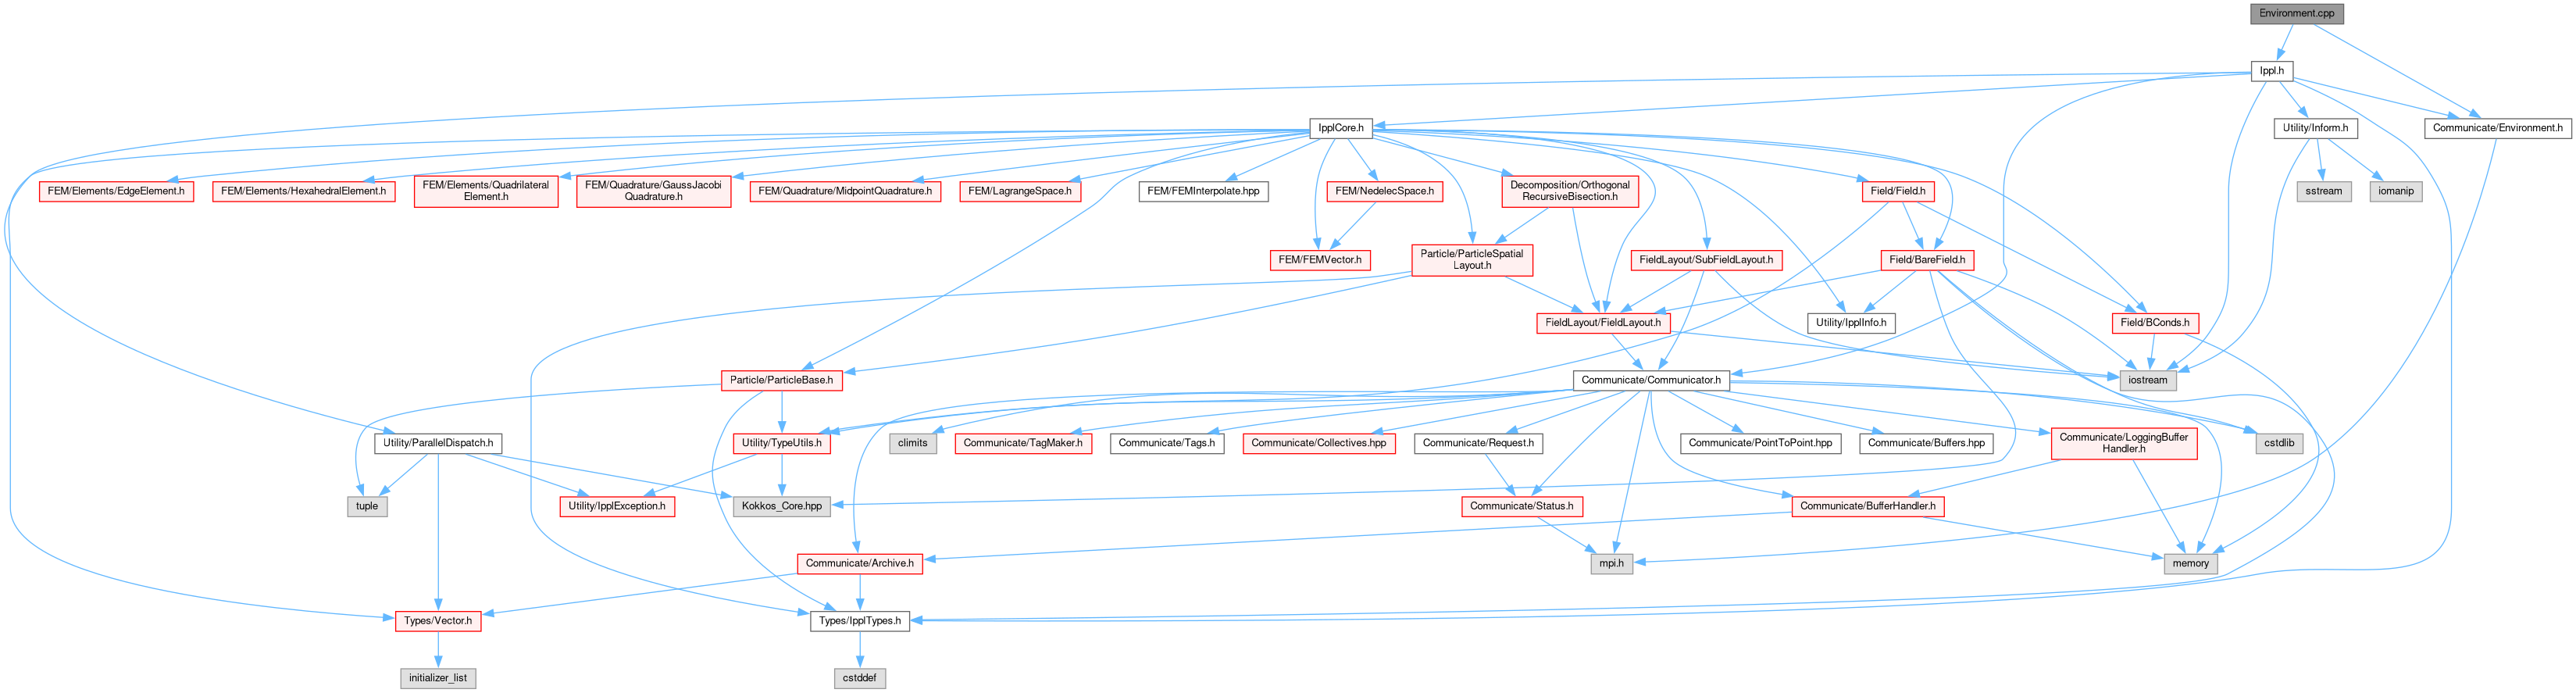 Environment.cpp
Ippl.h
IpplCore.h
Utility/Inform.h
Communicate/Environment.h
FEM/Elements/EdgeElement.h
FEM/Elements/HexahedralElement.h
FEM/Elements/Quadrilateral
Element.h
FEM/Quadrature/GaussJacobi
Quadrature.h
FEM/Quadrature/MidpointQuadrature.h
FEM/LagrangeSpace.h
FEM/FEMInterpolate.hpp
FEM/NedelecSpace.h
Decomposition/Orthogonal
RecursiveBisection.h
Field/Field.h
sstream
iomanip
FEM/FEMVector.h
Particle/ParticleSpatial
Layout.h
FieldLayout/SubFieldLayout.h
Field/BareField.h
FieldLayout/FieldLayout.h
Utility/IpplInfo.h
Field/BConds.h
Particle/ParticleBase.h
Communicate/Communicator.h
iostream
Utility/ParallelDispatch.h
Utility/TypeUtils.h
climits
Communicate/TagMaker.h
Communicate/Tags.h
Communicate/Collectives.hpp
Communicate/Request.h
Communicate/PointToPoint.hpp
Communicate/Buffers.hpp
Communicate/LoggingBuffer
Handler.h
cstdlib
tuple
Utility/IpplException.h
Kokkos_Core.hpp
Communicate/Status.h
Communicate/BufferHandler.h
Communicate/Archive.h
mpi.h
memory
Types/Vector.h
Types/IpplTypes.h
initializer_list
cstddef